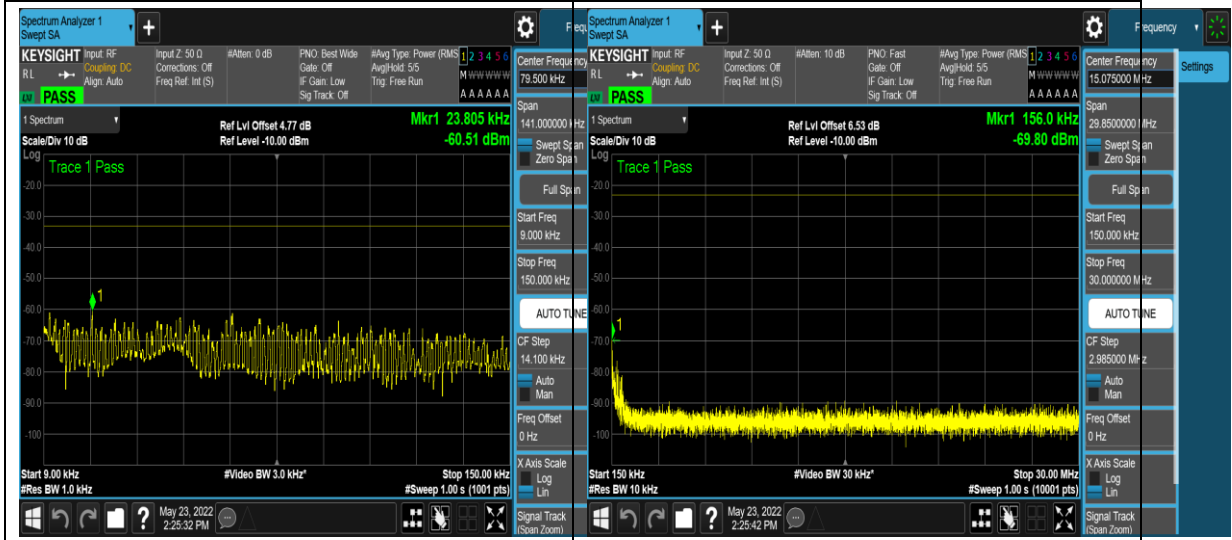 Spectrum Analyzer 1
Swept SA
KEYSIGHT
Input: RF
Coupling: DC
Align: Auto
Input Z: 50 Ω
Corrections: Off
Freq Ref: Int (S)
#Atten: 0 dB
PNO: Best Wide
Gate: Off
IF Gain: Low
Sig Track: Off
#Avg Type: Power (RMS
Avg|Hold: 5/5
Trig: Free Run
1 2 3 4 5 6
M W W W W W
A A A A A A
RL
LXI
PASS
1 Spectrum
Scale/Div 10 dB
Log
Ref Lvl Offset 4.77 dB
Ref Level -10.00 dBm
Mkr1 23.805 kHz
-60.51 dBm
Trace 1 Pass
-20.0
-30.0
-40.0
-50.0
-60.0
-70.0
-80.0
-90.0
-100
1
Start 9.00 kHz
#Res BW 1.0 kHz
#Video BW 3.0 kHz*
Stop 150.00 kHz
#Sweep 1.00 s (1001 pts)
?
May 23, 2022
2:25:32 PM
Frequ
Center Frequency
79.500 kHz
Span
141.000000 kHz
Swept Span
Zero Span
Full Span
Start Freq
9.000 kHz
Stop Freq
150.000 kHz
AUTO TUNE
CF Step
14.100 kHz
Auto
Man
Freq Offset
0 Hz
X Axis Scale
Log
Lin
Signal Track
(Span Zoom)
Spectrum Analyzer 1
Swept SA
KEYSIGHT
Input: RF
Coupling: DC
Align: Auto
Input Z: 50 Ω
Corrections: Off
Freq Ref: Int (S)
#Atten: 10 dB
PNO: Fast
Gate: Off
IF Gain: Low
Sig Track: Off
#Avg Type: Power (RMS
Avg|Hold: 5/5
Trig: Free Run
1 2 3 4 5 6
M W W W W W
A A A A A A
RL
LXI
PASS
1 Spectrum
Scale/Div 10 dB
Log
Ref Lvl Offset 6.53 dB
Ref Level -10.00 dBm
Mkr1 156.0 kHz
-69.80 dBm
Trace 1 Pass
-20.0
-30.0
-40.0
-50.0
-60.0
-70.0
-80.0
-90.0
-100
1
Start 150 kHz
#Res BW 10 kHz
#Video BW 30 kHz*
Stop 30.00 MHz
#Sweep 1.00 s (10001 pts)
?
May 23, 2022
2:25:42 PM
Frequency
Settings
Center Frequency
15.075000 MHz
Span
29.8500000 MHz
Swept Span
Zero Span
Full Span
Start Freq
150.000 kHz
Stop Freq
30.000000 MHz
AUTO TUNE
CF Step
2.985000 MHz
Auto
Man
Freq Offset
0 Hz
X Axis Scale
Log
Lin
Signal Track
(Span Zoom)